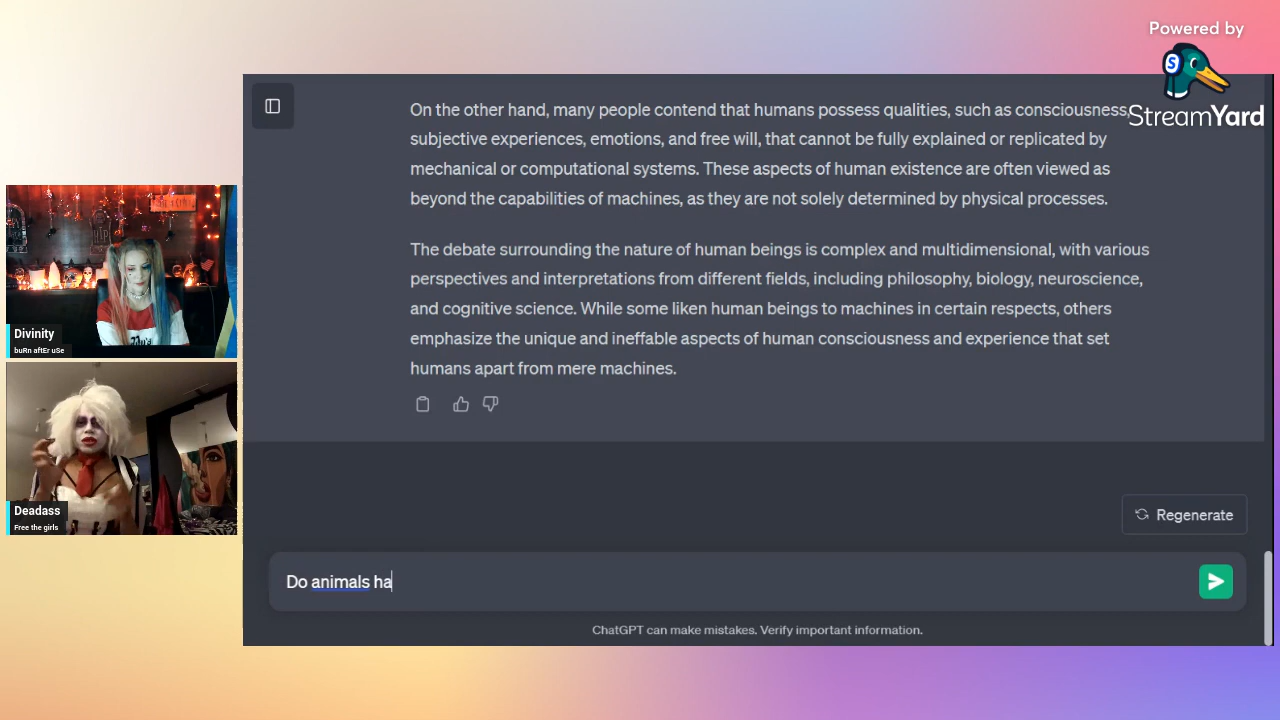 Powered by
StreamYard
On the other hand, many people contend that humans possess qualities, such as consciousness,
subjective experiences, emotions, and free will, that cannot be fully explained or replicated by
mechanical or computational systems. These aspects of human existence are often viewed as
beyond the capabilities of machines, as they are not solely determined by physical processes.
The debate surrounding the nature of human beings is complex and multidimensional, with various
perspectives and interpretations from different fields, including philosophy, biology, neuroscience,
and cognitive science. While some liken human beings to machines in certain respects, others
emphasize the unique and ineffable aspects of human consciousness and experience that set
humans apart from mere machines.
Divinity
buRn aftEr uSe
Deadass
Free the girls
Regenerate
Do animals ha
ChatGPT can make mistakes. Verify important information.